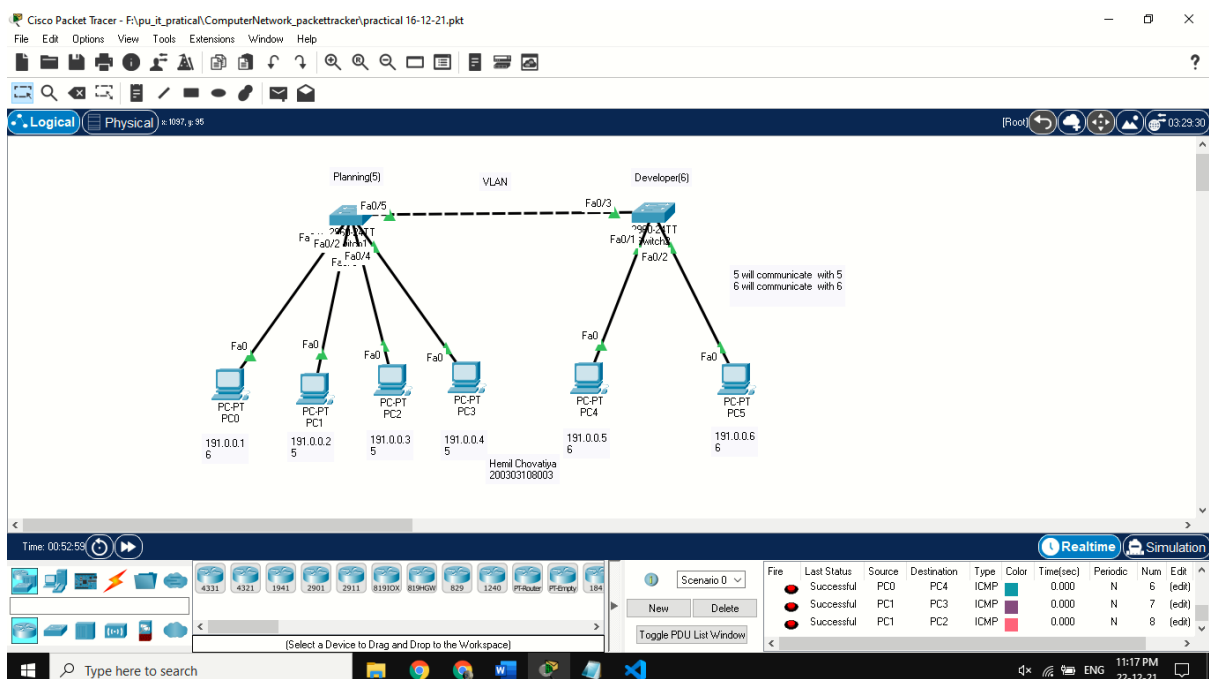 Cisco Packet Tracer - F:\pu_it_pratical\ComputerNetwork_packettracker\practical 16-12-21.pkt
File Edit Options View Tools Extensions Window Help
?
Logical Physical x: 1097, y: 95 [Root] 03:29:30
Planning(5) VLAN Developer(6)
Fa0/5 Fa0/3
2960-24TT
Fa0/1
Fa0/2
Fa0/4
Fa0/2
5 will communicate with 5
6 will communicate with 6
Fa0 Fa0 Fa0 Fa0 Fa0 Fa0
PC-PT PC-PT PC-PT PC-PT PC-PT PC-PT
PC0 PC1 PC2 PC3 PC4 PC5
191.0.0.1 191.0.0.2 191.0.0.3 191.0.0.4 191.0.0.5 191.0.0.6
6 5 5 5 6 6
Hemil Chovatiya
200303108003
Time: 00:52:59 Realtime Simulation
4331 4321 1941 2901 2911 819IOX 819HGW 829 1240 PT-Router PT-Empty 184
Scenario 0
New Delete
Toggle PDU List Window
(Select a Device to Drag and Drop to the Workspace)
Fire Last Status Source Destination Type Color Time(sec) Periodic Num Edit
Successful PC0 PC4 ICMP 0.000 N 6 (edit)
Successful PC1 PC3 ICMP 0.000 N 7 (edit)
Successful PC1 PC2 ICMP 0.000 N 8 (edit)
Type here to search
ENG 11:17 PM
22-12-21